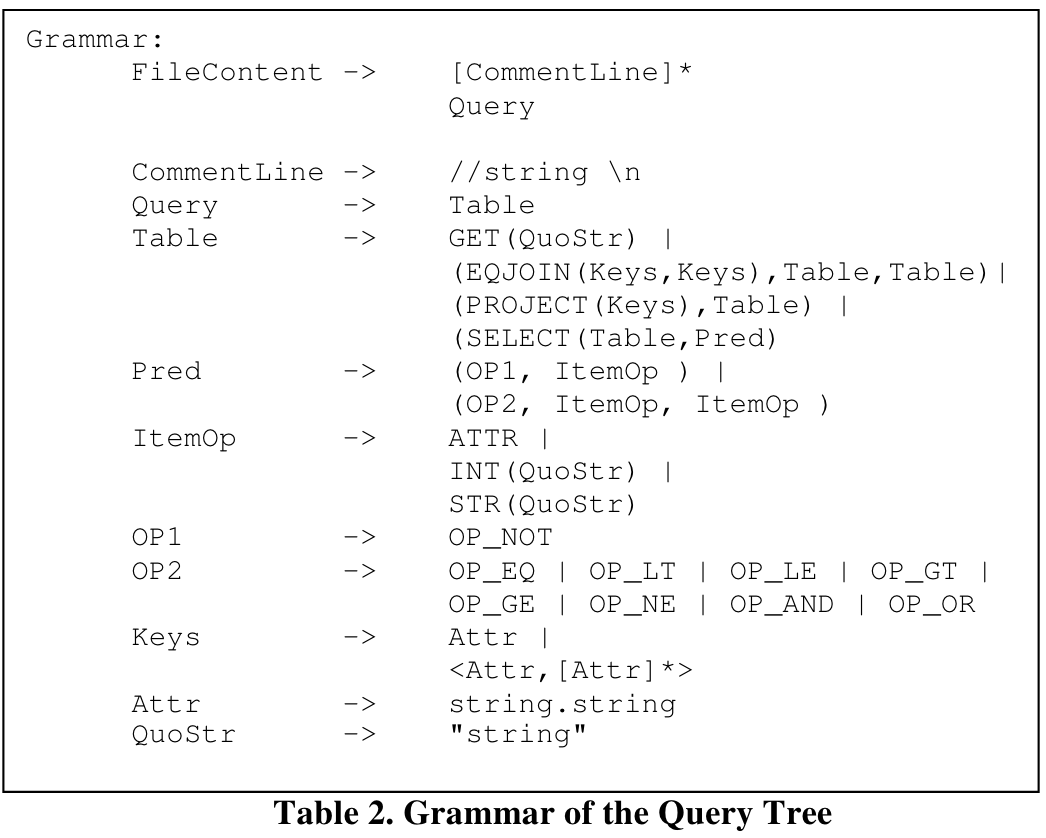 Grammar:
FileContent -> [CommentLine]*
Query
CommentLine -> //string \n
Query -> Table
Table -> GET(QuoStr) |
(EQJOIN(Keys,Keys),Table,Table)|
(PROJECT(Keys),Table) |
(SELECT(Table,Pred)
Pred -> (OP1, ItemOp ) |
(OP2, ItemOp, ItemOp )
ItemOp -> ATTR |
INT(QuoStr) |
STR(QuoStr)
OP1 -> OP_NOT
OP2 -> OP_EQ | OP_LT | OP_LE | OP_GT |
OP_GE | OP_NE | OP_AND | OP_OR
Keys -> Attr |
<Attr,[Attr]*>
Attr -> string.string
QuoStr -> "string"
Table 2. Grammar of the Query Tree